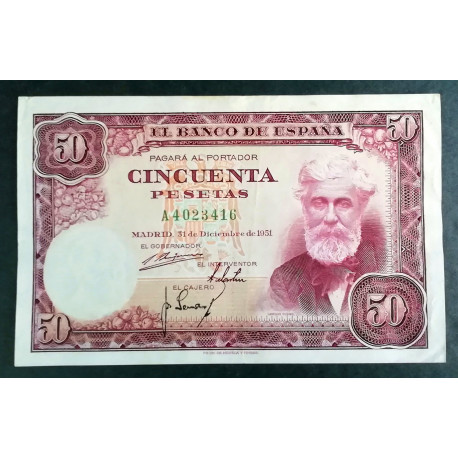 50 EL BANCO DE ESPAÑA 50
PAGARÁ AL PORTADOR
CINCUENTA
PESETAS
A4023416
MADRID, 31 de Diciembre de 1951
EL GOBERNADOR
EL INTERVENTOR
EL CAJERO
50 50